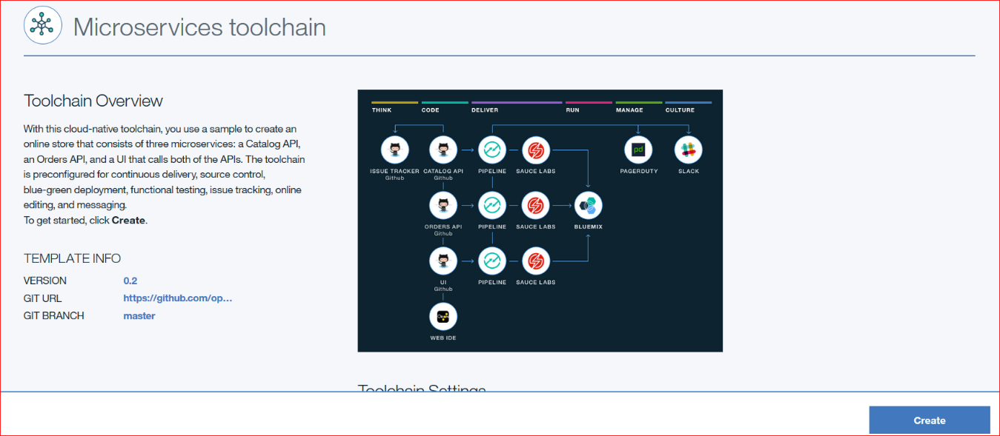 Microservices toolchain
Toolchain Overview
With this cloud-native toolchain, you use a sample to create an
online store that consists of three microservices: a Catalog API,
an Orders API, and a UI that calls both of the APIs. The toolchain
is preconfigured for continuous delivery, source control,
blue-green deployment, functional testing, issue tracking, online
editing, and messaging.
To get started, click Create.
TEMPLATE INFO
VERSION 0.2
GIT URL https://github.com/op...
GIT BRANCH master
THINK CODE DELIVER RUN MANAGE CULTURE
pd
ISSUE TRACKER CATALOG API PIPELINE SAUCE LABS PAGERDUTY SLACK
Github Github
ORDERS API PIPELINE SAUCE LABS BLUEMIX
Github
UI PIPELINE SAUCE LABS
Github
WEB IDE
Toolchain Settings
Create